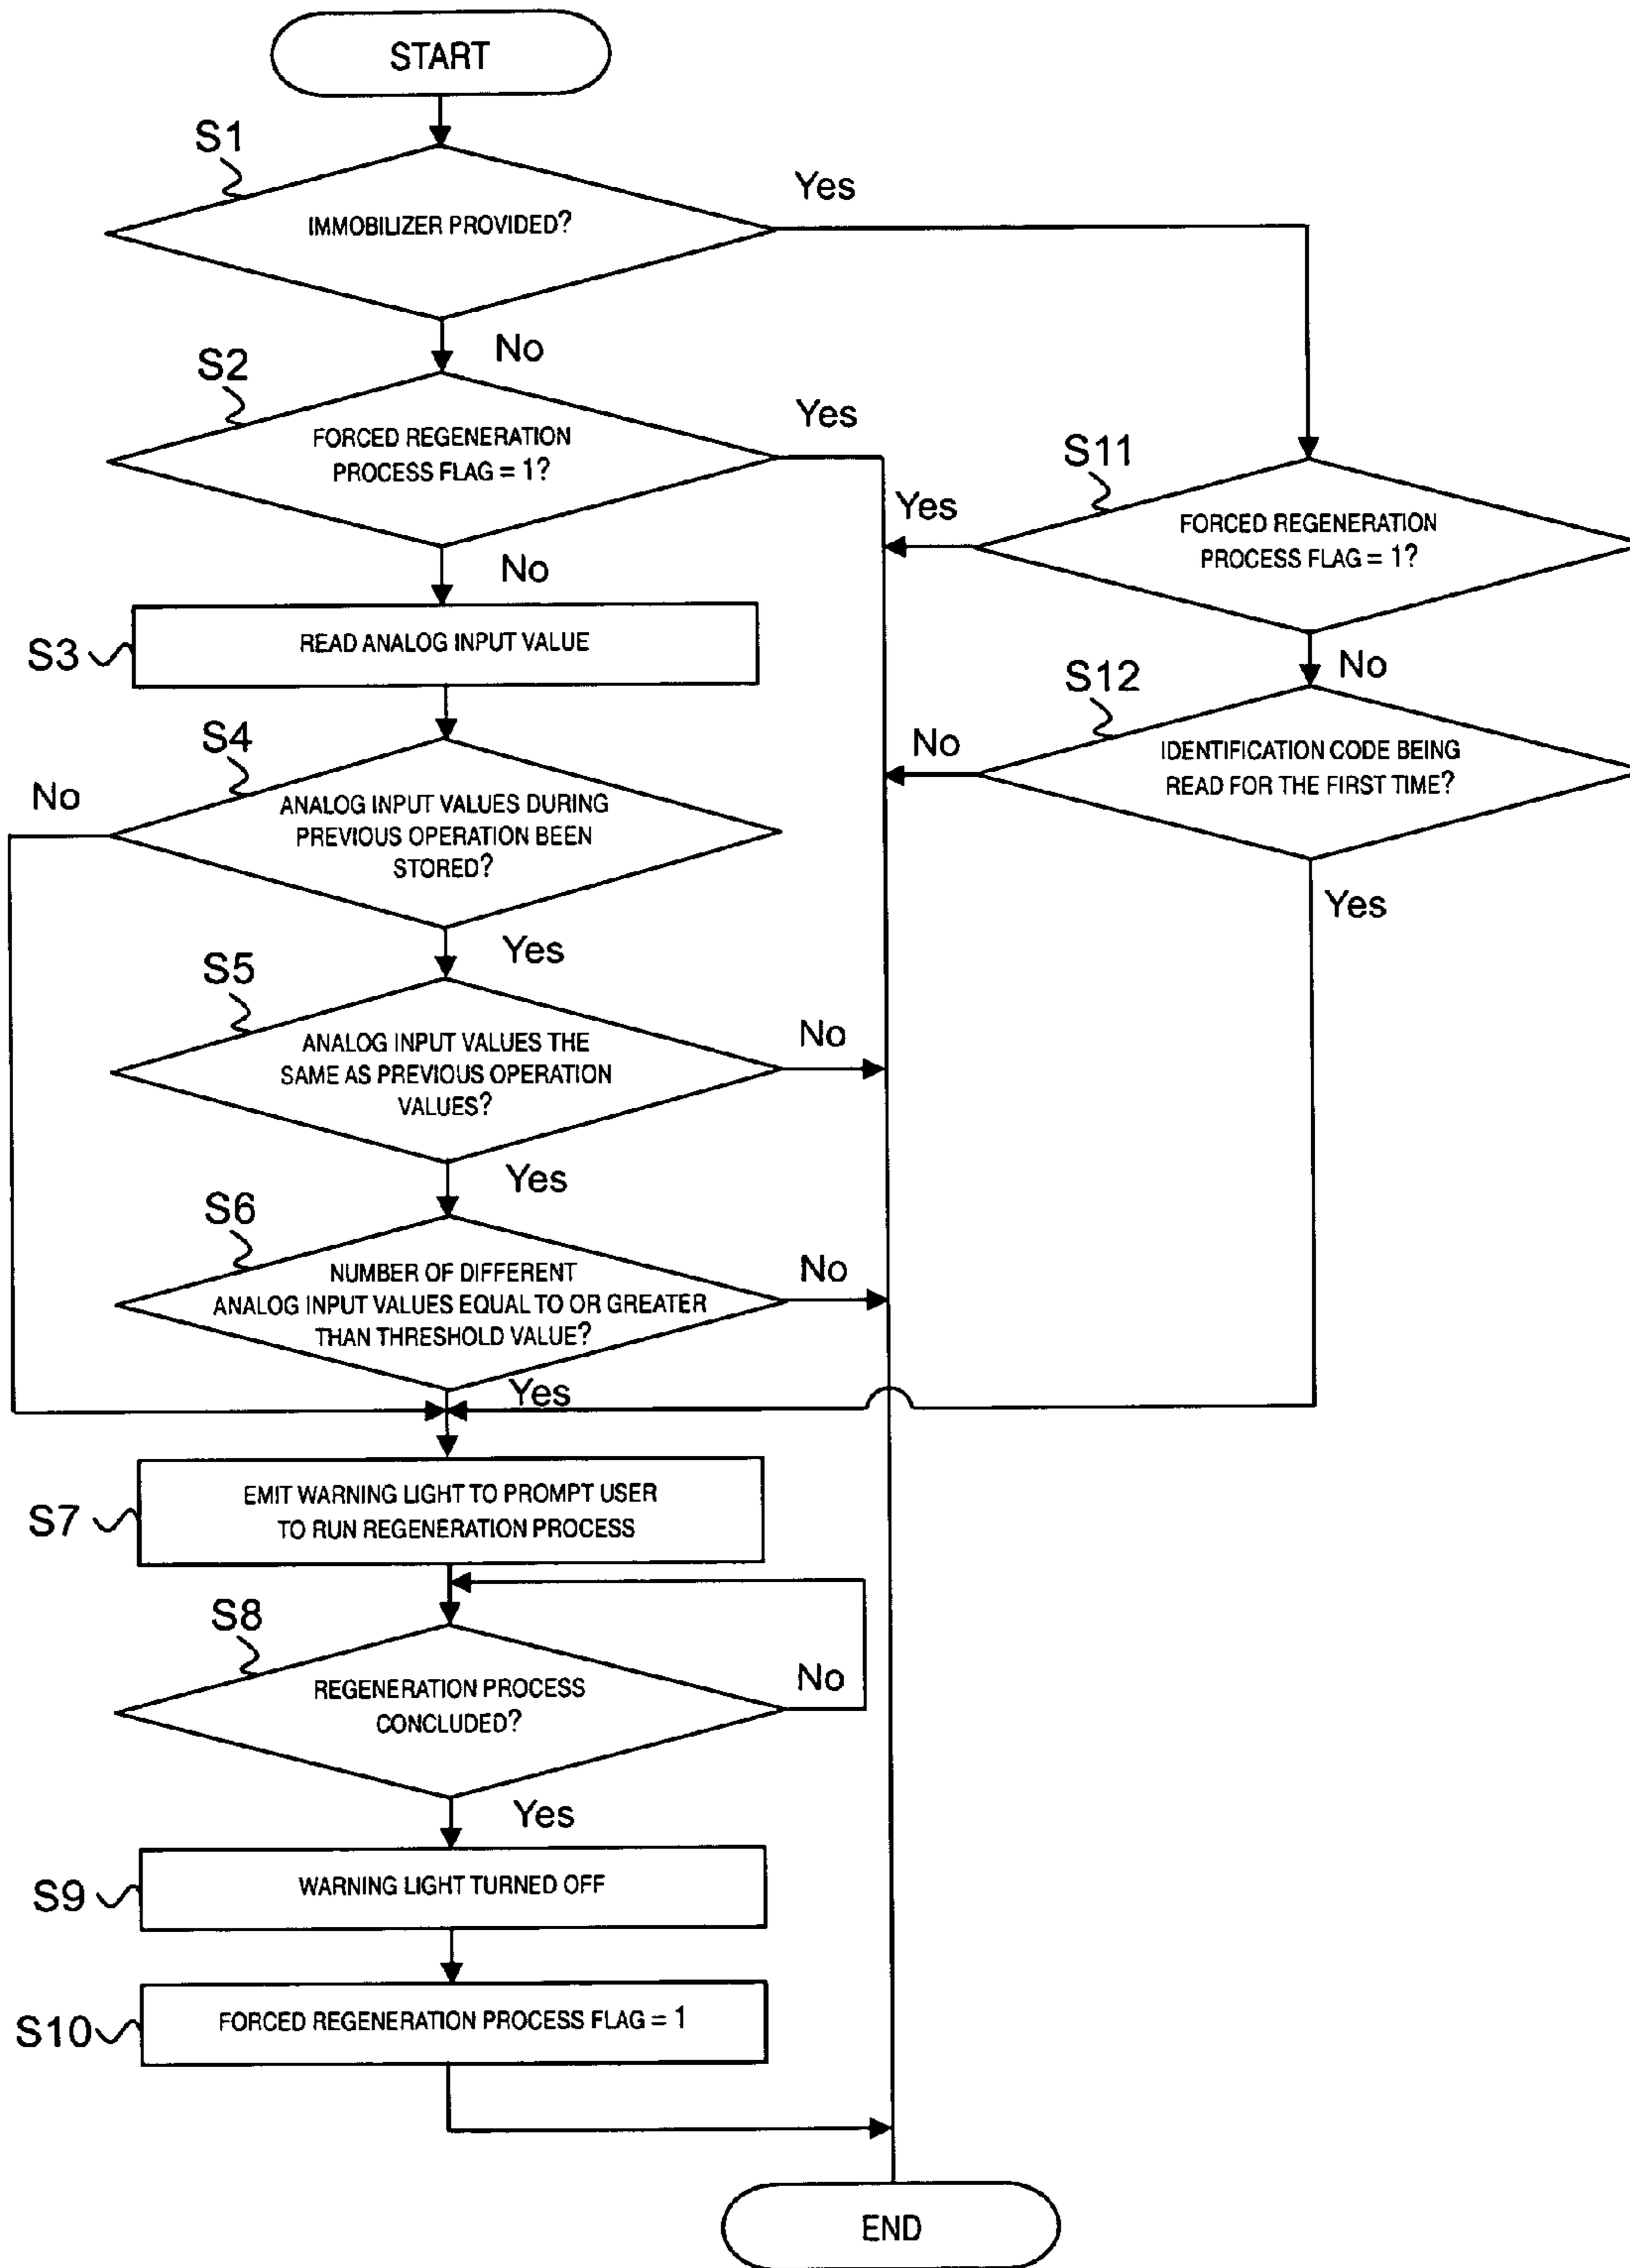 START
S1
Yes
IMMOBILIZER PROVIDED?
No
S2
Yes
FORCED REGENERATION
PROCESS FLAG = 1?
No
S11
Yes
FORCED REGENERATION
PROCESS FLAG = 1?
No
S3
READ ANALOG INPUT VALUE
S12
No
IDENTIFICATION CODE BEING
READ FOR THE FIRST TIME?
Yes
S4
No
ANALOG INPUT VALUES DURING
PREVIOUS OPERATION BEEN
STORED?
Yes
S5
No
ANALOG INPUT VALUES THE
SAME AS PREVIOUS OPERATION
VALUES?
Yes
S6
No
NUMBER OF DIFFERENT
ANALOG INPUT VALUES EQUAL TO OR GREATER
THAN THRESHOLD VALUE?
Yes
S7
EMIT WARNING LIGHT TO PROMPT USER
TO RUN REGENERATION PROCESS
S8
No
REGENERATION PROCESS
CONCLUDED?
Yes
S9
WARNING LIGHT TURNED OFF
S10
FORCED REGENERATION PROCESS FLAG = 1
END